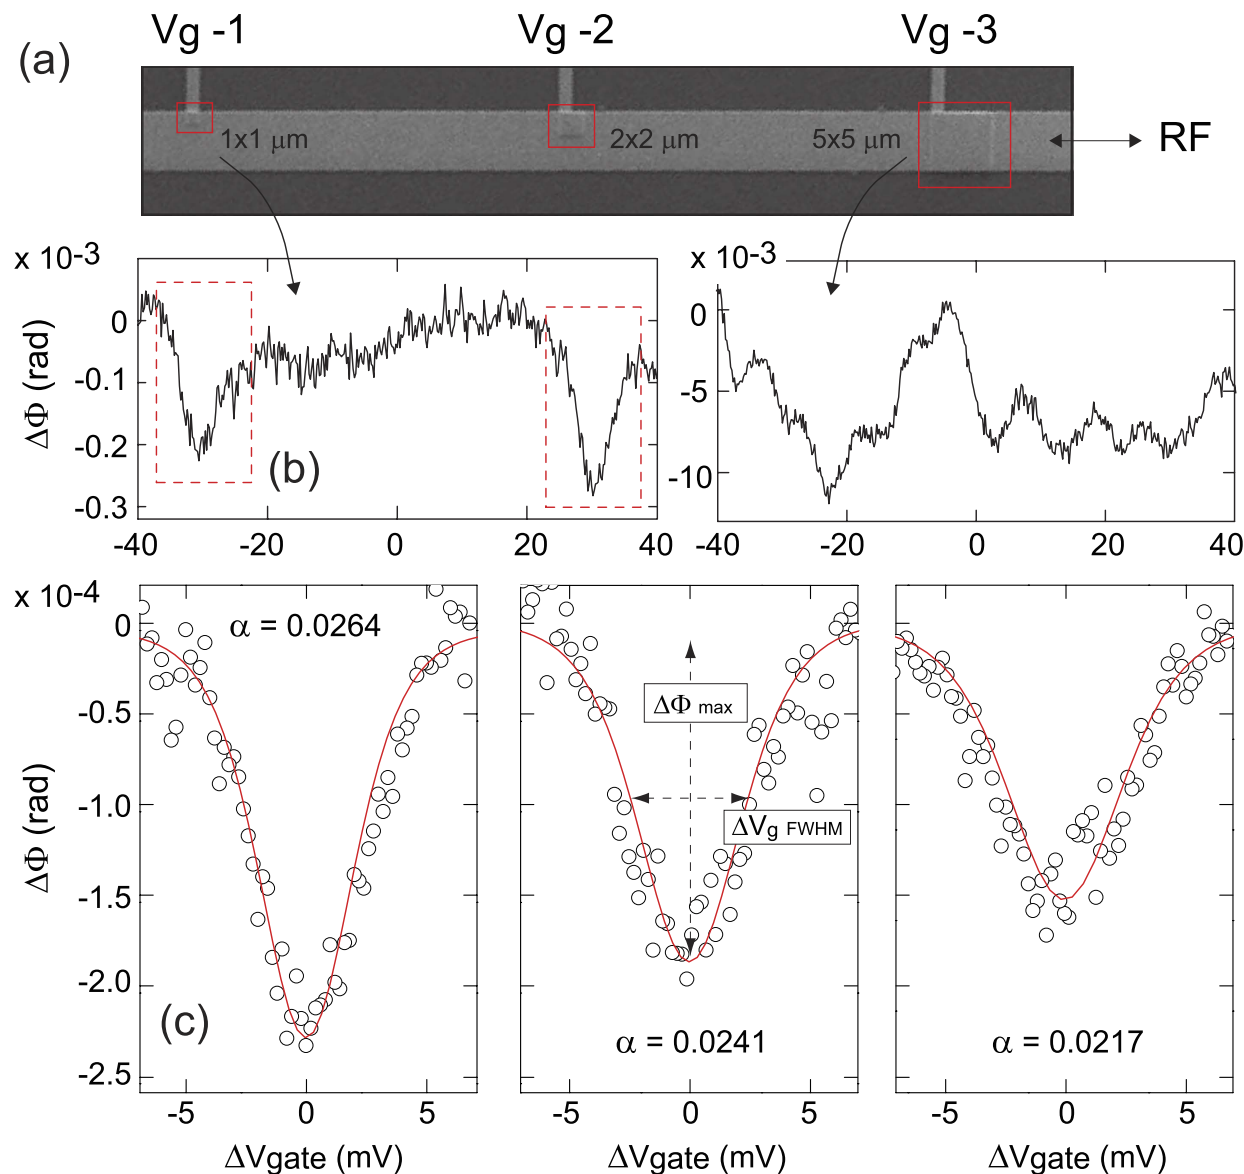 (a)
Vg -1 Vg -2 Vg -3
1x1 μm 2x2 μm 5x5 μm
RF
x 10-3 x 10-3
0
-0.1
-0.2
-0.3
ΔΦ (rad)
(b)
-40 -20 0 20 40
0
-5
-10
-40 -20 0 20 40
x 10-4
0
-0.5
-1.0
-1.5
-2.0
-2.5
ΔΦ (rad)
(c)
α = 0.0264
ΔΦ max
ΔVg FWHM
α = 0.0241
α = 0.0217
-5 0 5 -5 0 5 -5 0 5
ΔVgate (mV) ΔVgate (mV) ΔVgate (mV)